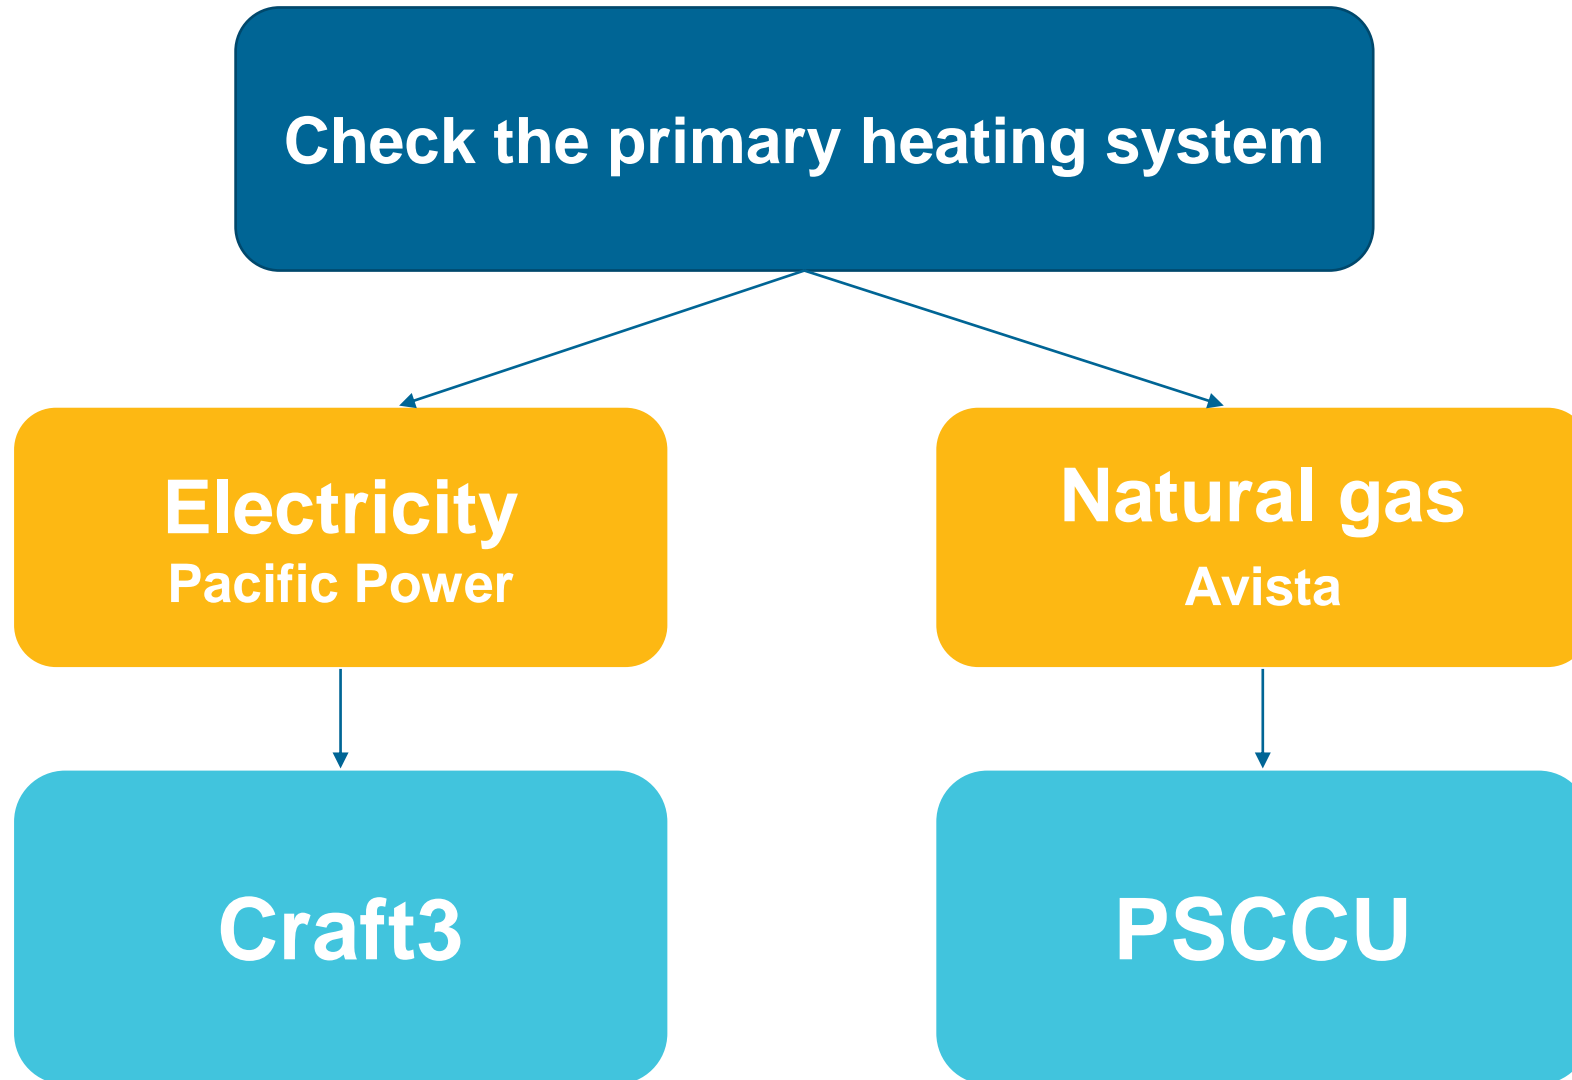 Check the primary heating system
Electricity
Pacific Power
Natural gas
Avista
Craft3
PSCCU